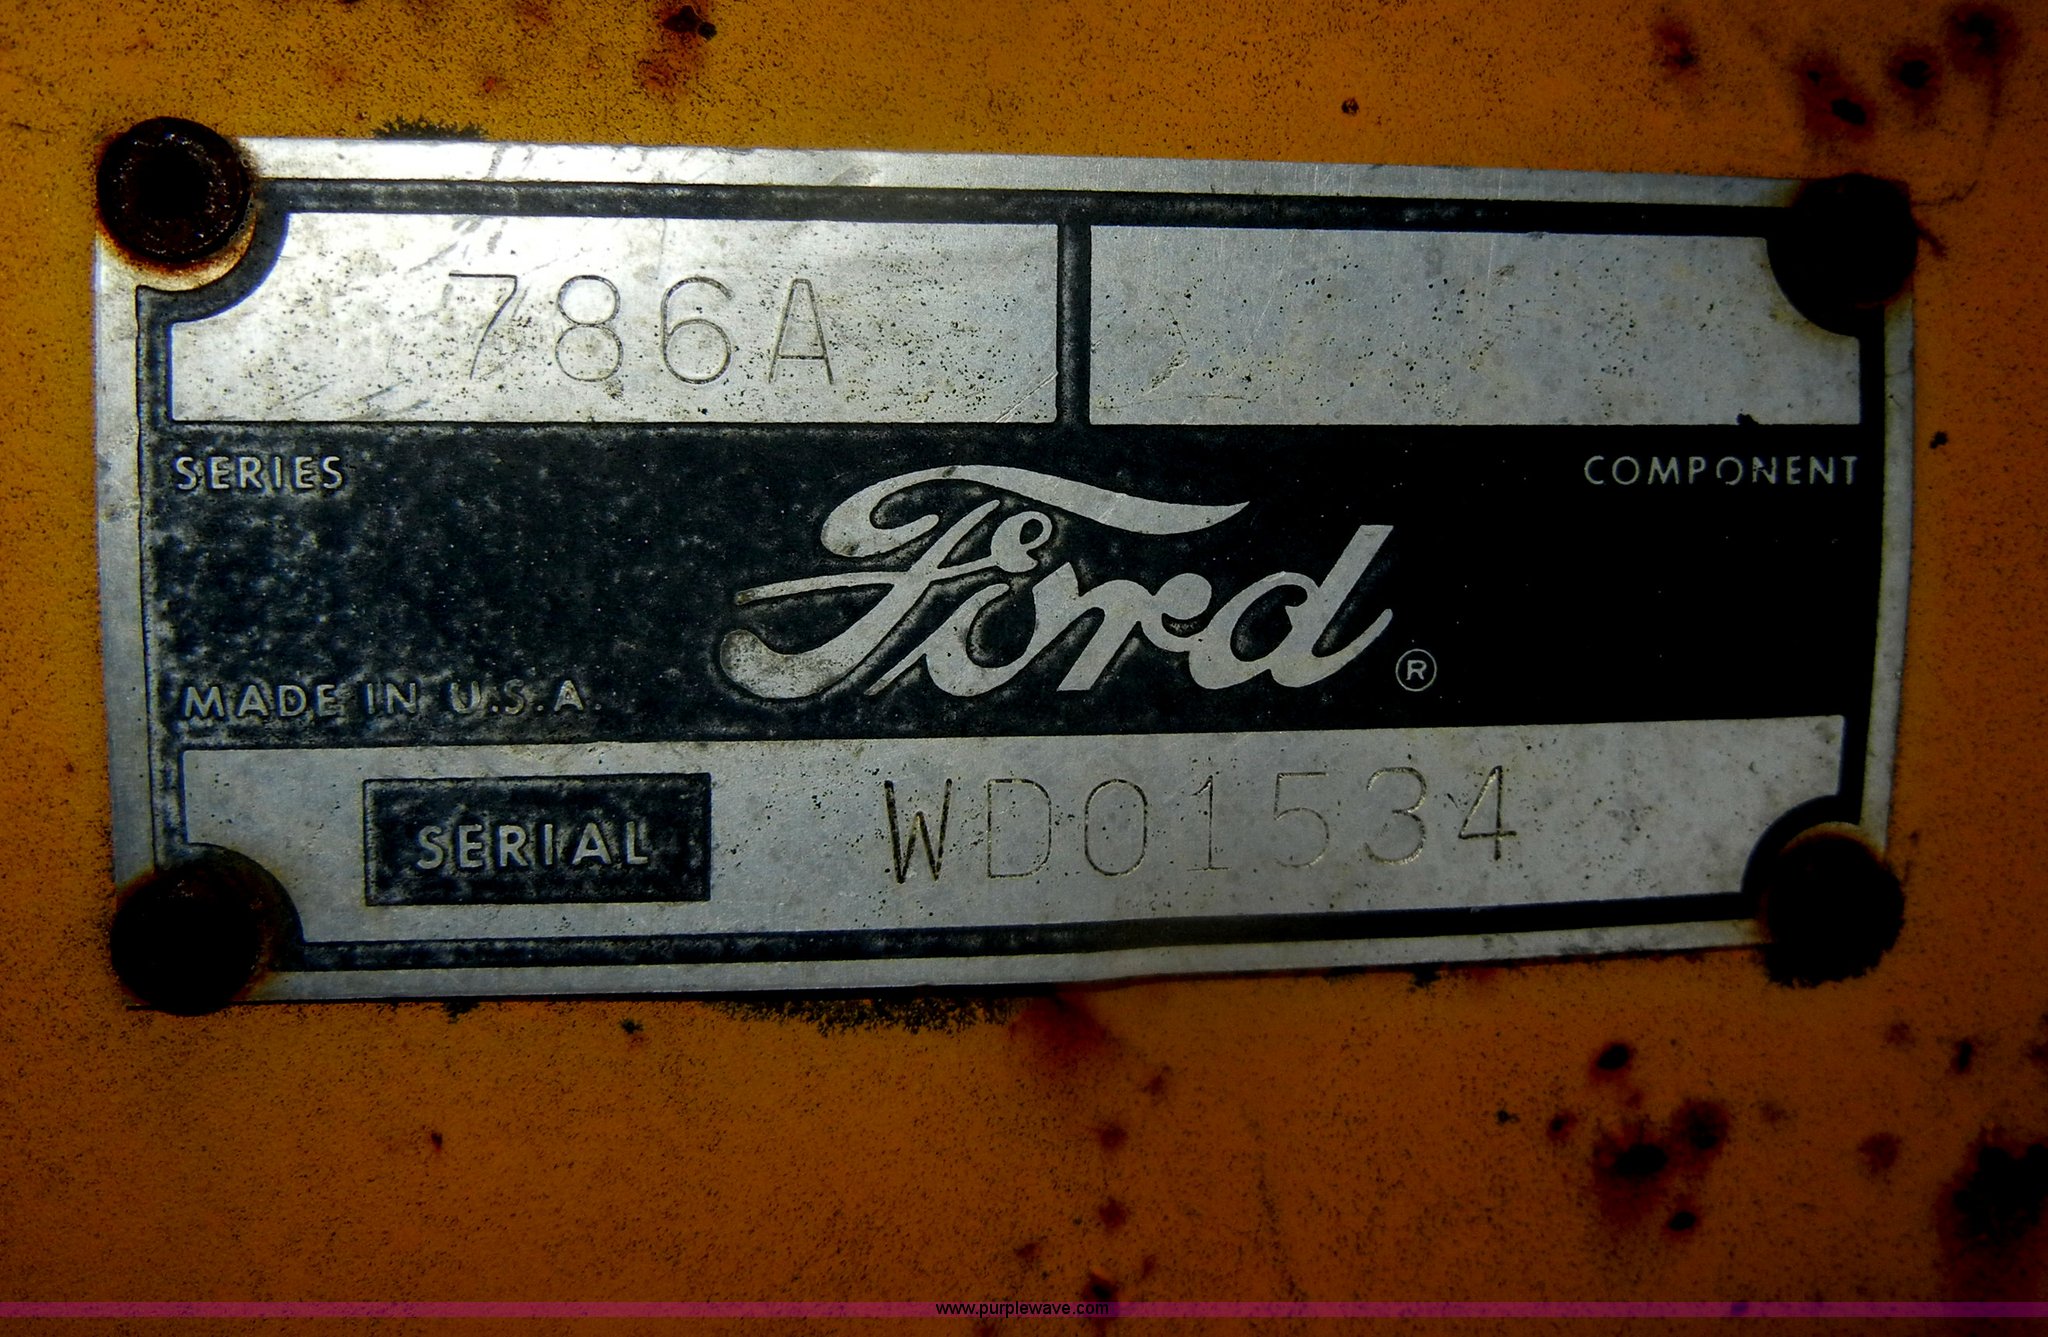 786A
SERIES
COMPONENT
Ford ®
MADE IN U.S.A.
SERIAL WD01534
www.purplewave.com